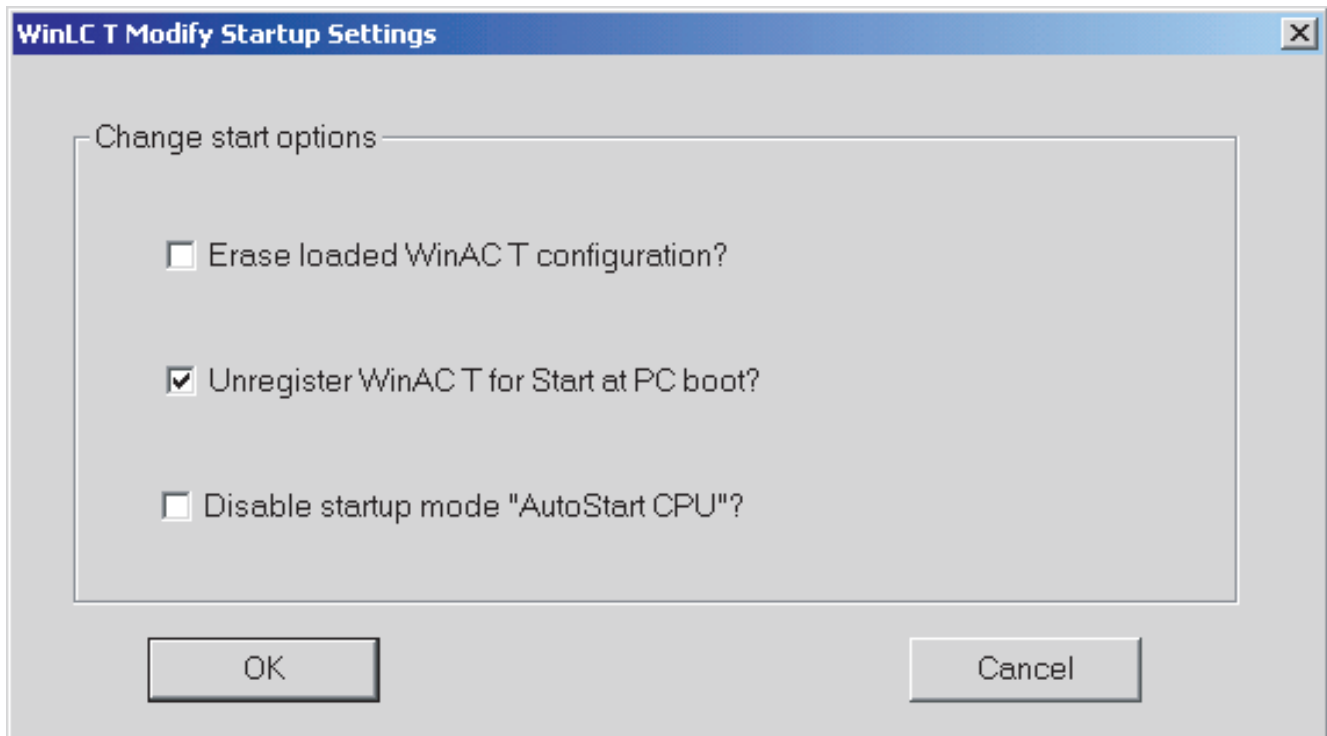 WinLC T Modify Startup Settings
Change start options
Erase loaded WinAC T configuration?
Unregister WinAC T for Start at PC boot?
Disable startup mode "AutoStart CPU"?
OK
Cancel